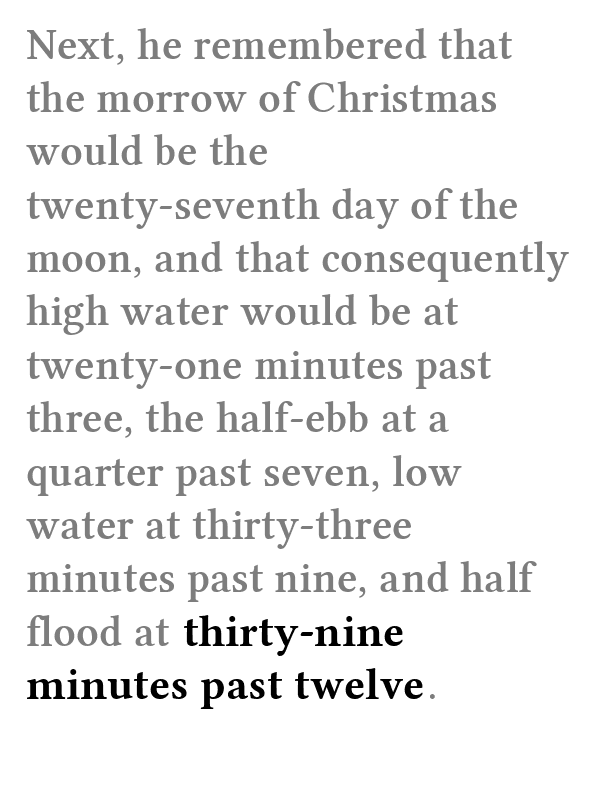 Next, he remembered that
the morrow of Christmas
would be the
twenty-seventh day of the
moon, and that consequently
high water would be at
twenty-one minutes past
three, the half-ebb at a
quarter past seven, low
water at thirty-three
minutes past nine, and half
flood at thirty-nine
minutes past twelve.